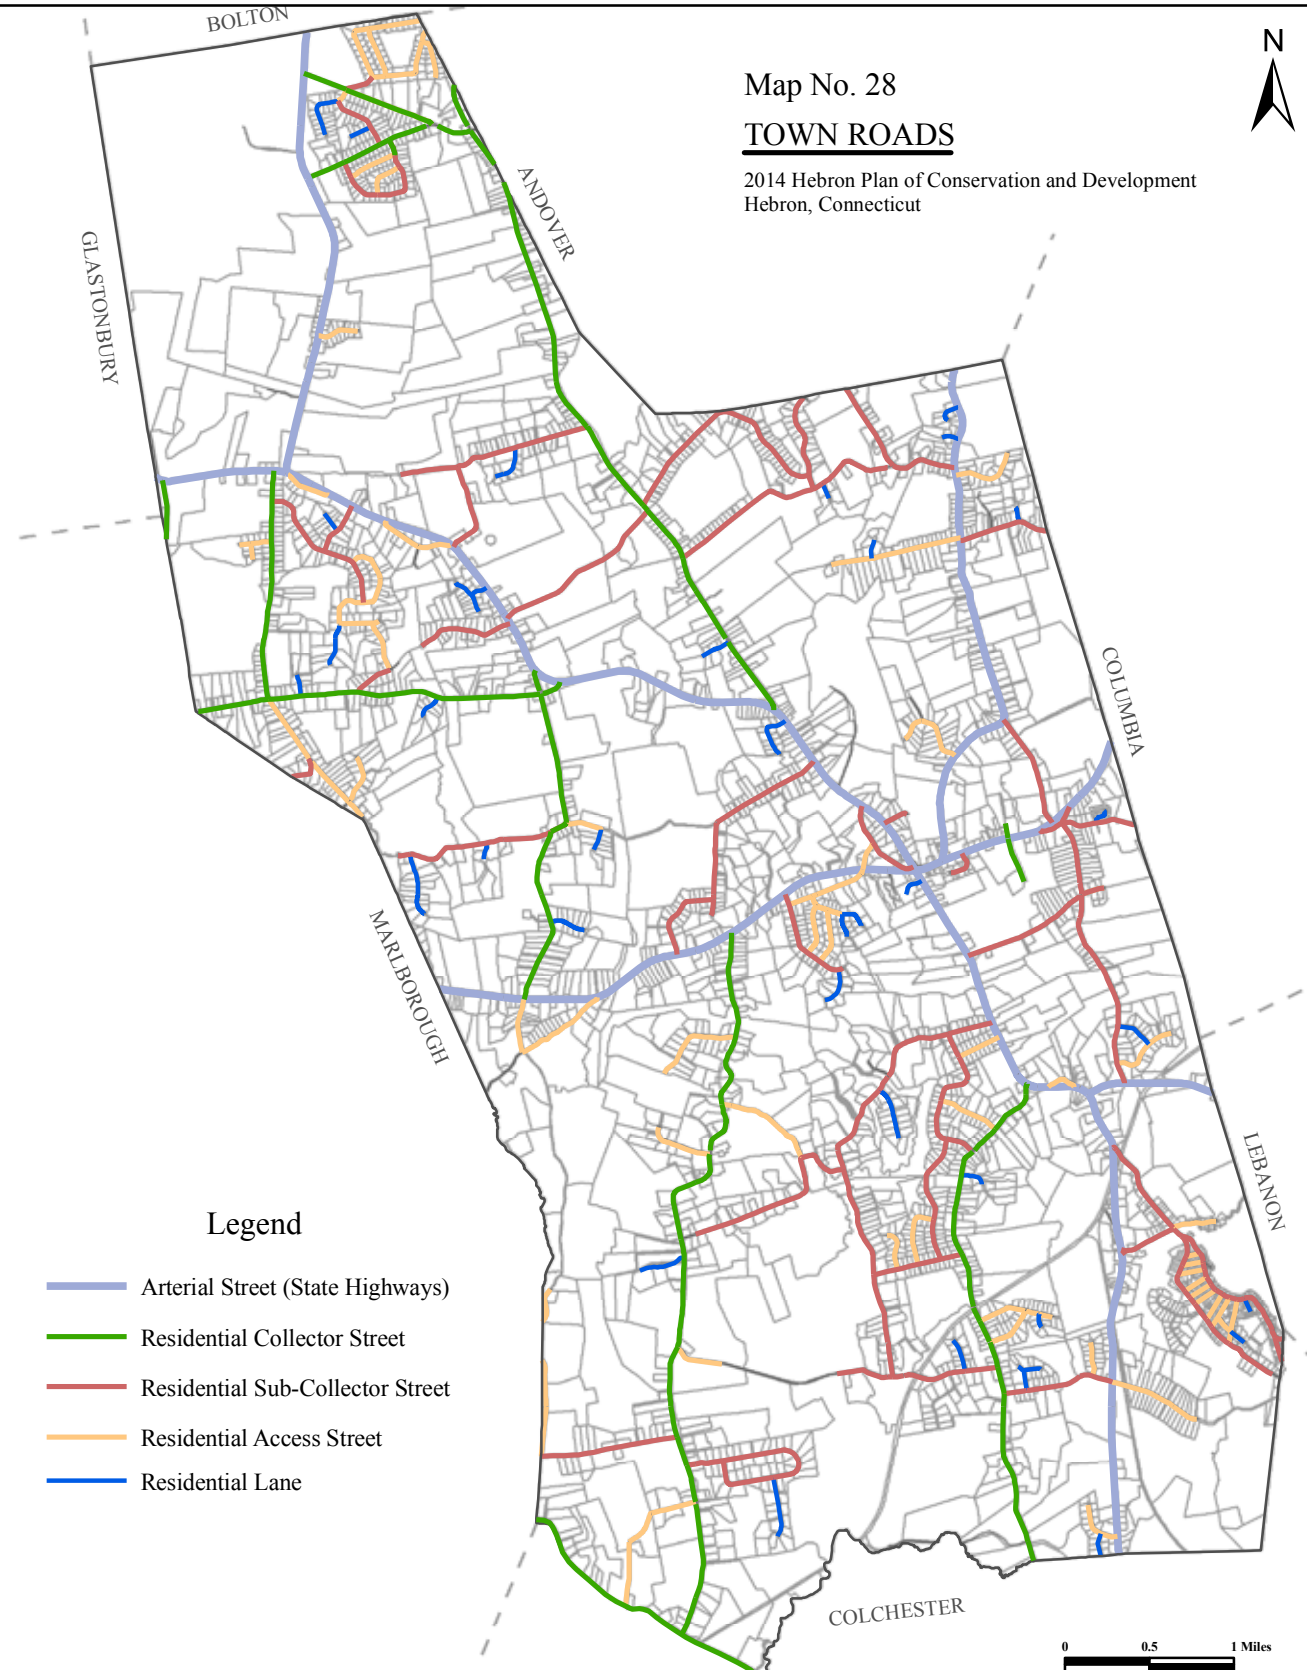 BOLTON
N
Map No. 28
TOWN ROADS
2014 Hebron Plan of Conservation and Development
Hebron, Connecticut
ANDOVER
GLASTONBURY
COLUMBIA
MARLBOROUGH
LEBANON
Legend
Arterial Street (State Highways)
Residential Collector Street
Residential Sub-Collector Street
Residential Access Street
Residential Lane
COLCHESTER
0 0.5 1 Miles